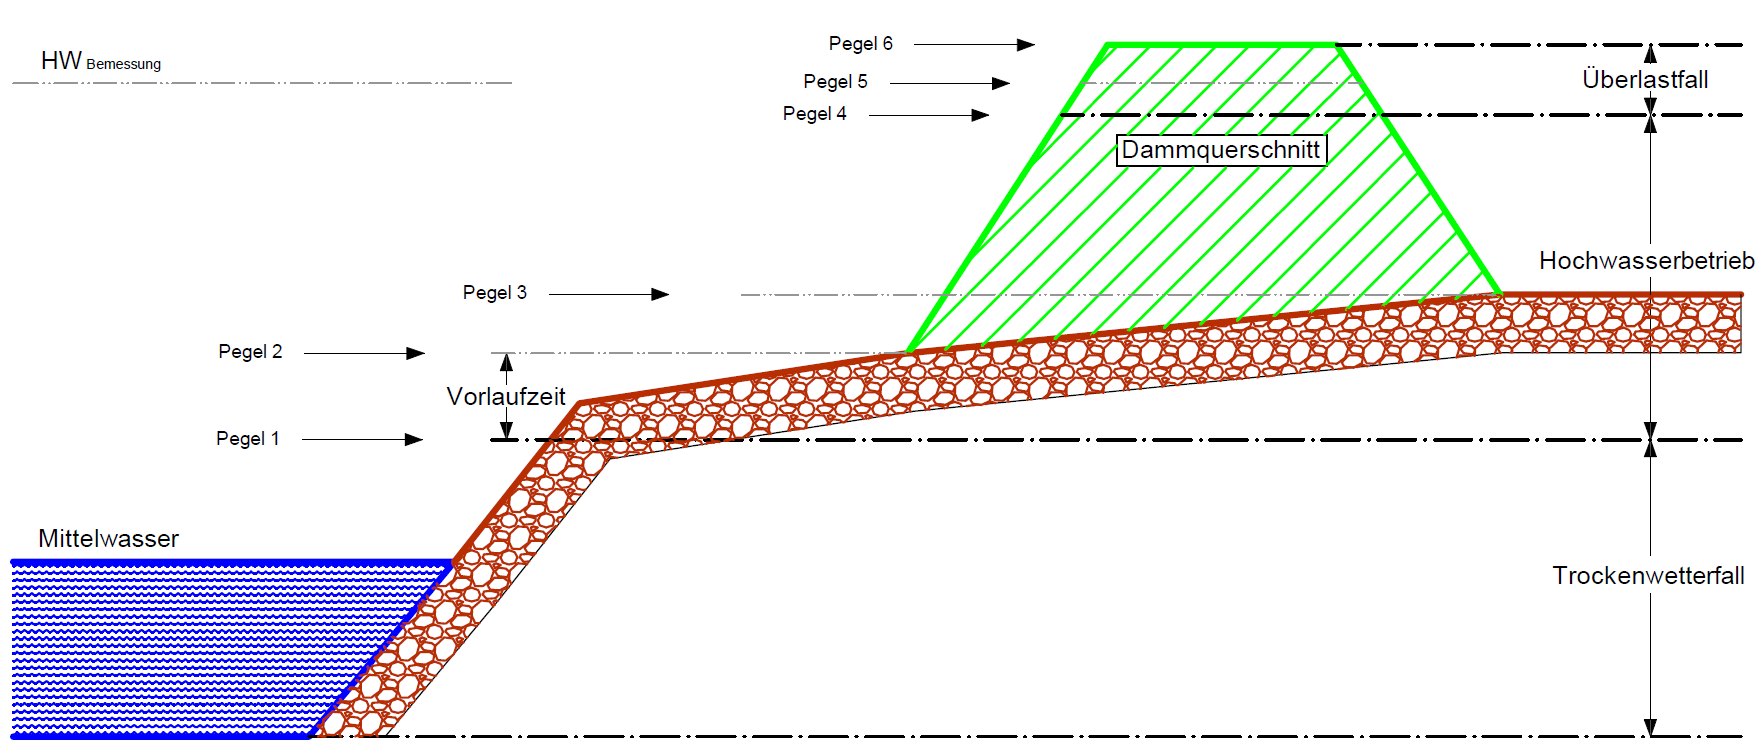 Pegel 6
HW Bemessung
Pegel 5
Überlastfall
Pegel 4
Dammquerschnitt
Hochwasserbetrieb
Pegel 3
Pegel 2
Vorlaufzeit
Pegel 1
Mittelwasser
Trockenwetterfall